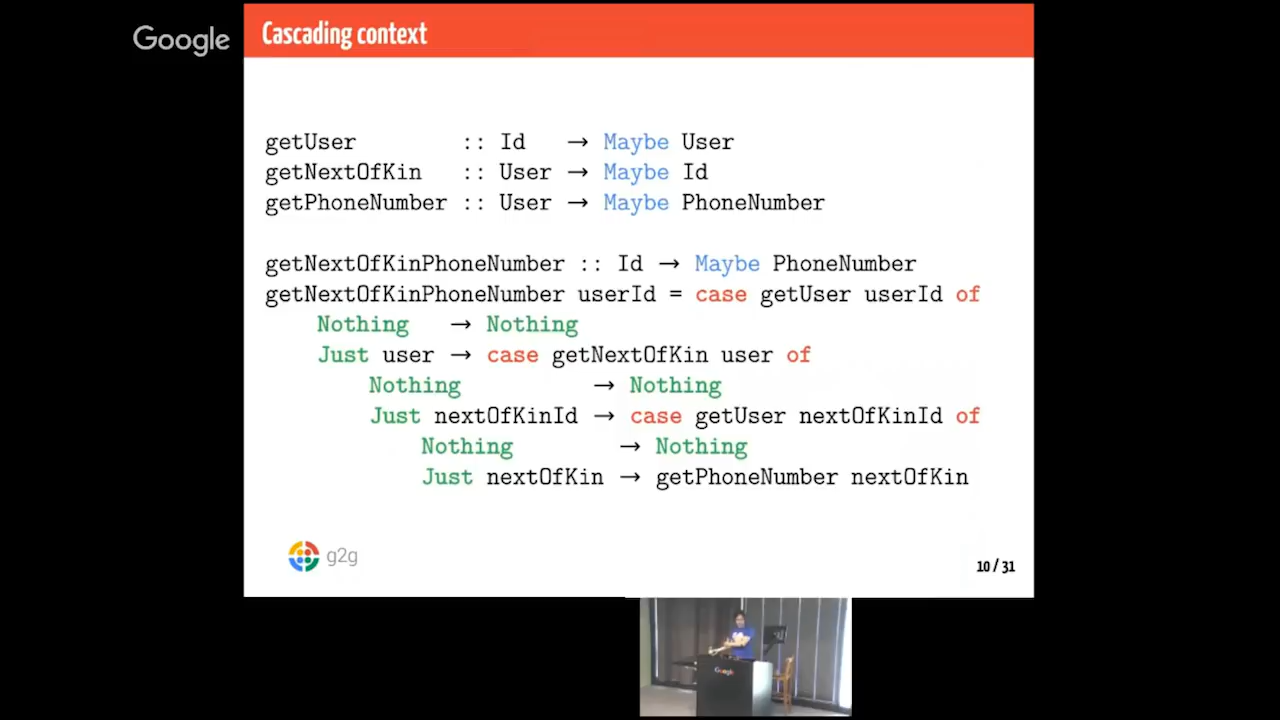 Google
Cascading context
getUser :: Id → Maybe User
getNextOfKin :: User → Maybe Id
getPhoneNumber :: User → Maybe PhoneNumber
getNextOfKinPhoneNumber :: Id → Maybe PhoneNumber
getNextOfKinPhoneNumber userId = case getUser userId of
Nothing → Nothing
Just user → case getNextOfKin user of
Nothing → Nothing
Just nextOfKinId → case getUser nextOfKinId of
Nothing → Nothing
Just nextOfKin → getPhoneNumber nextOfKin
g2g
10 / 31
Google